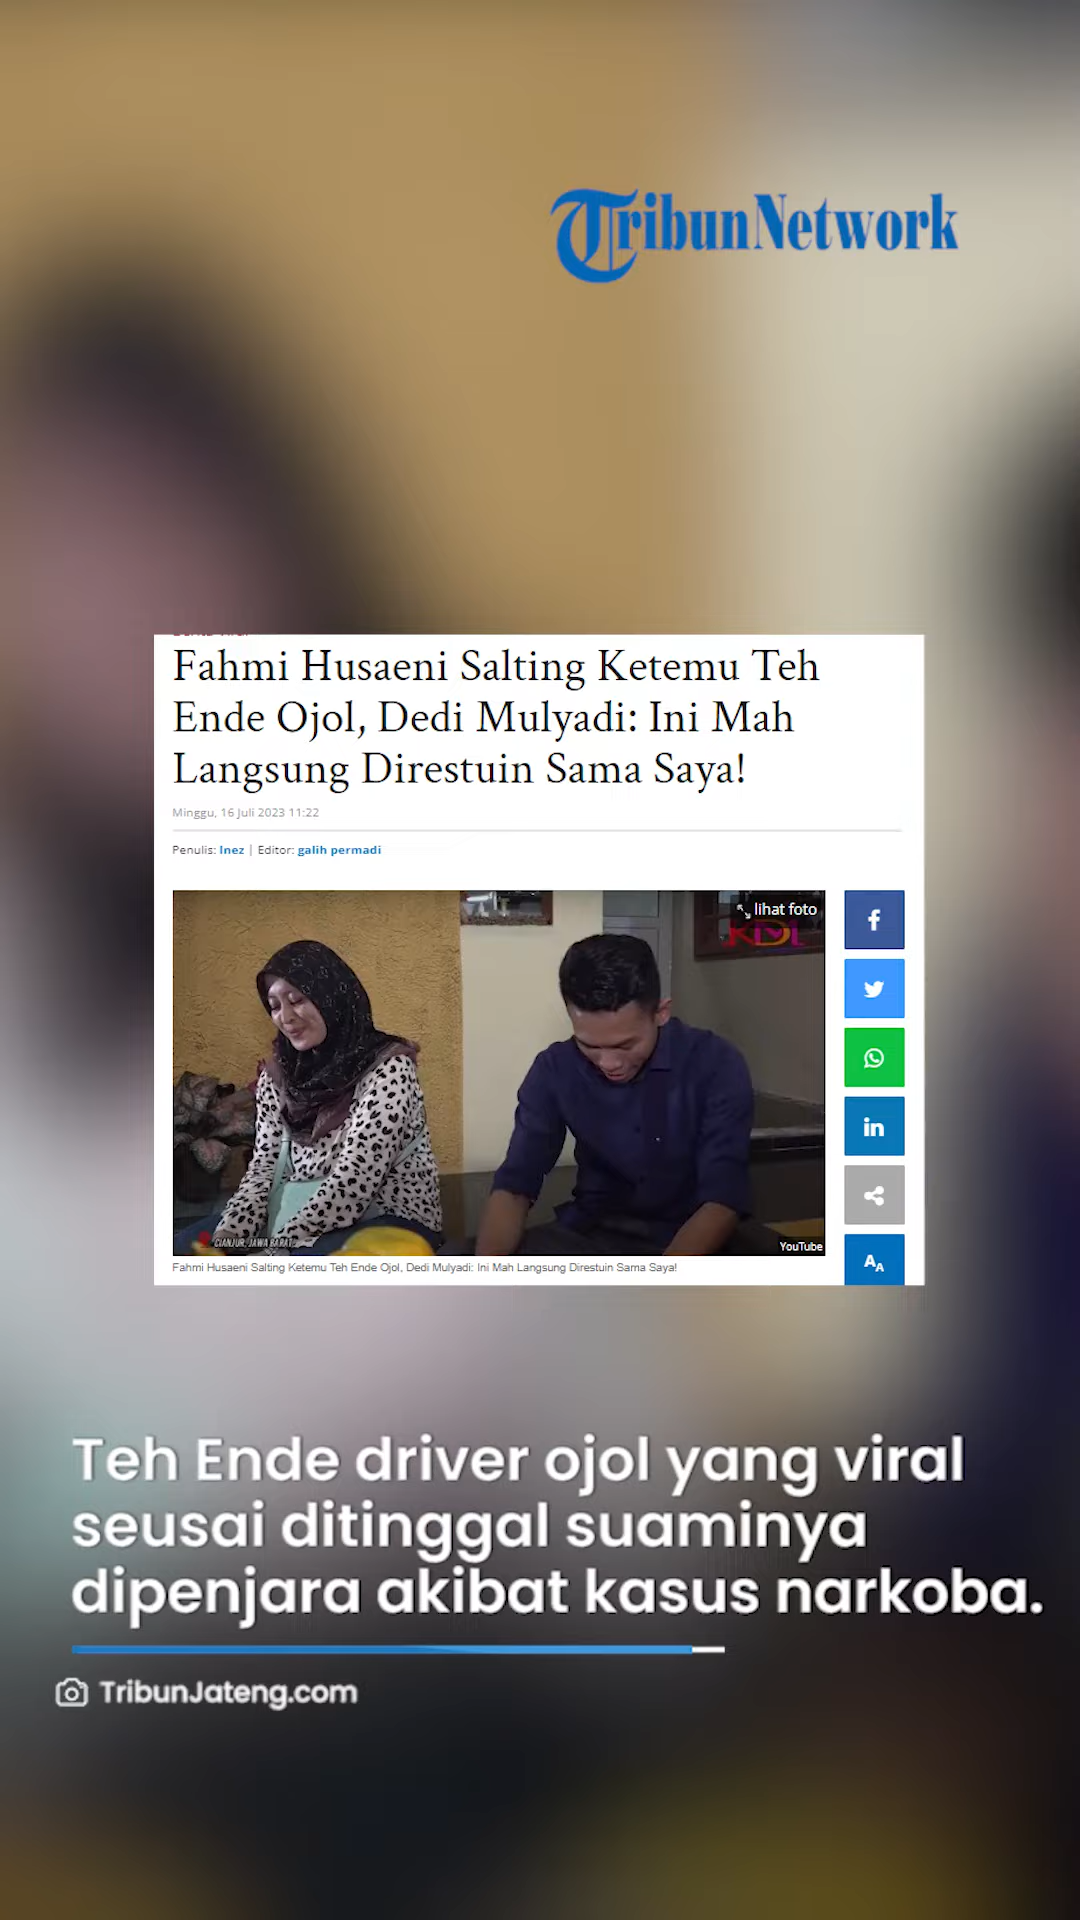 TribunNetwork
Fahmi Husaeni Salting Ketemu Teh
Ende Ojol, Dedi Mulyadi: Ini Mah
Langsung Direstuin Sama Saya!
Minggu, 16 Juli 2023 11:22
Penulis: Inez | Editor: galih permadi
lihat foto
KDM
CIANJUR, JAWA BARAT
YouTube
Fahmi Husaeni Salting Ketemu Teh Ende Ojol, Dedi Mulyadi: Ini Mah Langsung Direstuin Sama Saya!
f
in
AA
Teh Ende driver ojol yang viral
seusai ditinggal suaminya
dipenjara akibat kasus narkoba.
TribunJateng.com